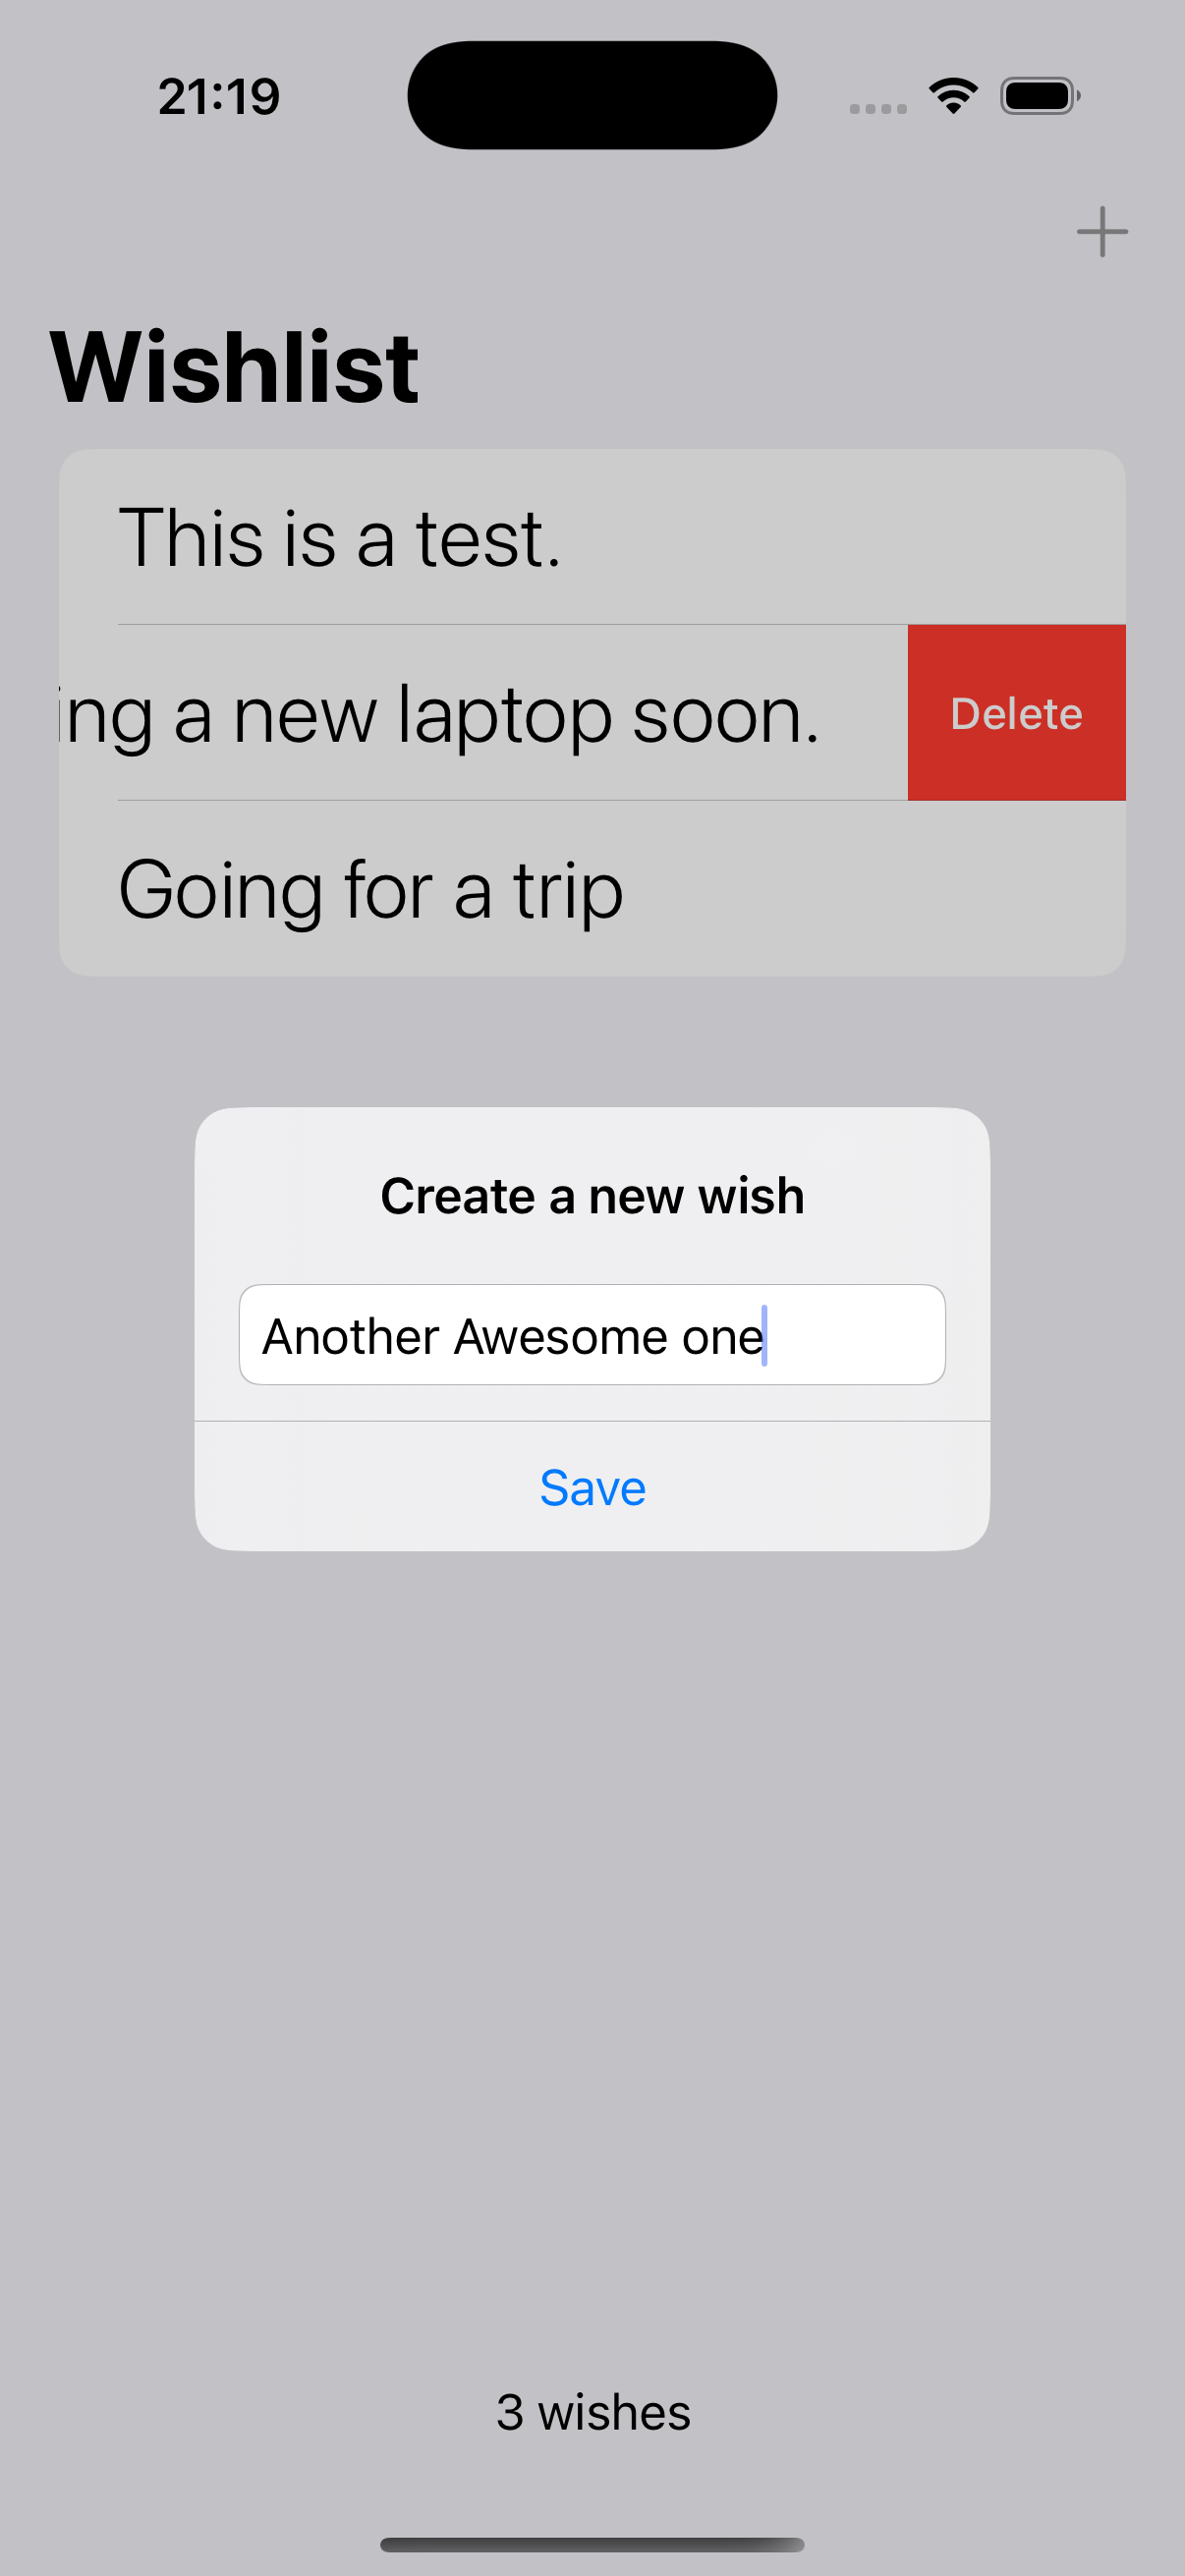 21:19
Wishlist
This is a test.
ing a new laptop soon. Delete
Going for a trip
Create a new wish
Another Awesome one
Save
3 wishes